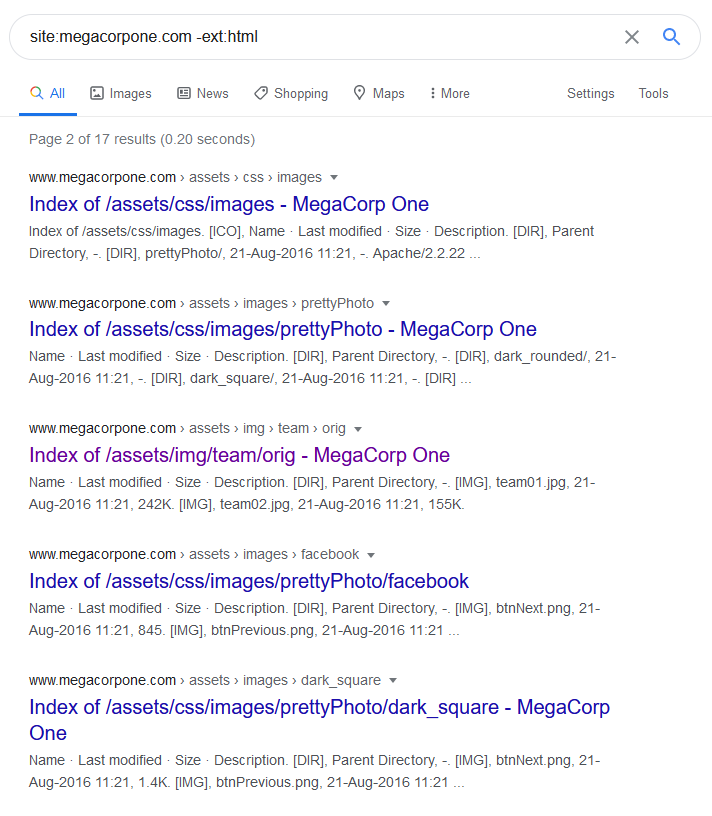 site:megacorpone.com -ext:html
All Images News Shopping Maps More Settings Tools
Page 2 of 17 results (0.20 seconds)
www.megacorpone.com › assets › css › images
Index of /assets/css/images - MegaCorp One
Index of /assets/css/images. [ICO], Name · Last modified · Size · Description. [DIR], Parent
Directory, -. [DIR], prettyPhoto/, 21-Aug-2016 11:21, -. Apache/2.2.22 ...
www.megacorpone.com › assets › images › prettyPhoto
Index of /assets/css/images/prettyPhoto - MegaCorp One
Name · Last modified · Size · Description. [DIR], Parent Directory, -. [DIR], dark_rounded/, 21-
Aug-2016 11:21, -. [DIR], dark_square/, 21-Aug-2016 11:21, -. [DIR] ...
www.megacorpone.com › assets › img › team › orig
Index of /assets/img/team/orig - MegaCorp One
Name · Last modified · Size · Description. [DIR], Parent Directory, -. [IMG], team01.jpg, 21-
Aug-2016 11:21, 242K. [IMG], team02.jpg, 21-Aug-2016 11:21, 155K.
www.megacorpone.com › assets › images › facebook
Index of /assets/css/images/prettyPhoto/facebook
Name · Last modified · Size · Description. [DIR], Parent Directory, -. [IMG], btnNext.png, 21-
Aug-2016 11:21, 845. [IMG], btnPrevious.png, 21-Aug-2016 11:21 ...
www.megacorpone.com › assets › images › dark_square
Index of /assets/css/images/prettyPhoto/dark_square - MegaCorp
One
Name · Last modified · Size · Description. [DIR], Parent Directory, -. [IMG], btnNext.png, 21-
Aug-2016 11:21, 1.4K. [IMG], btnPrevious.png, 21-Aug-2016 11:21 ...